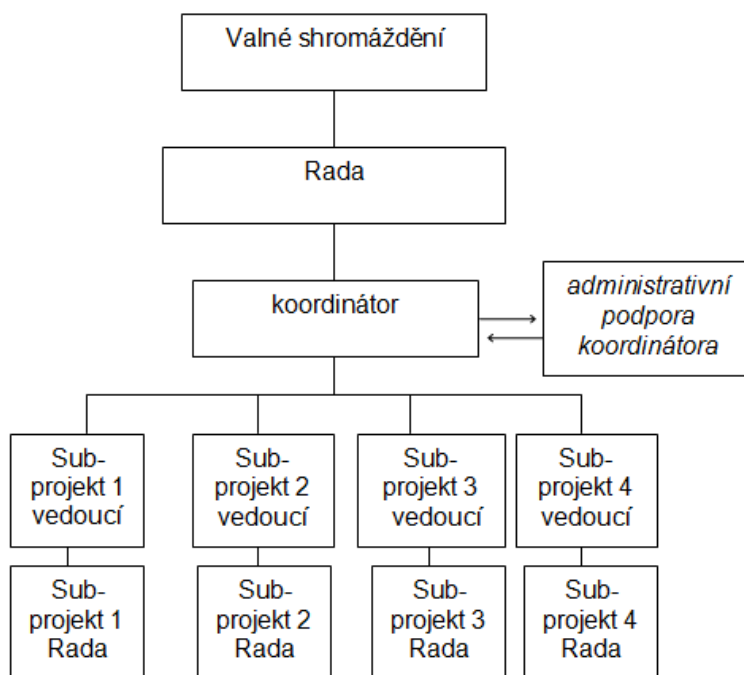 Valné shromáždění
Rada
koordinátor
administrativní
podpora
koordinátora
Sub-
projekt 1
vedoucí
Sub-
projekt 2
vedoucí
Sub-
projekt 3
vedoucí
Sub-
projekt 4
vedoucí
Sub-
projekt 1
Rada
Sub-
projekt 2
Rada
Sub-
projekt 3
Rada
Sub-
projekt 4
Rada